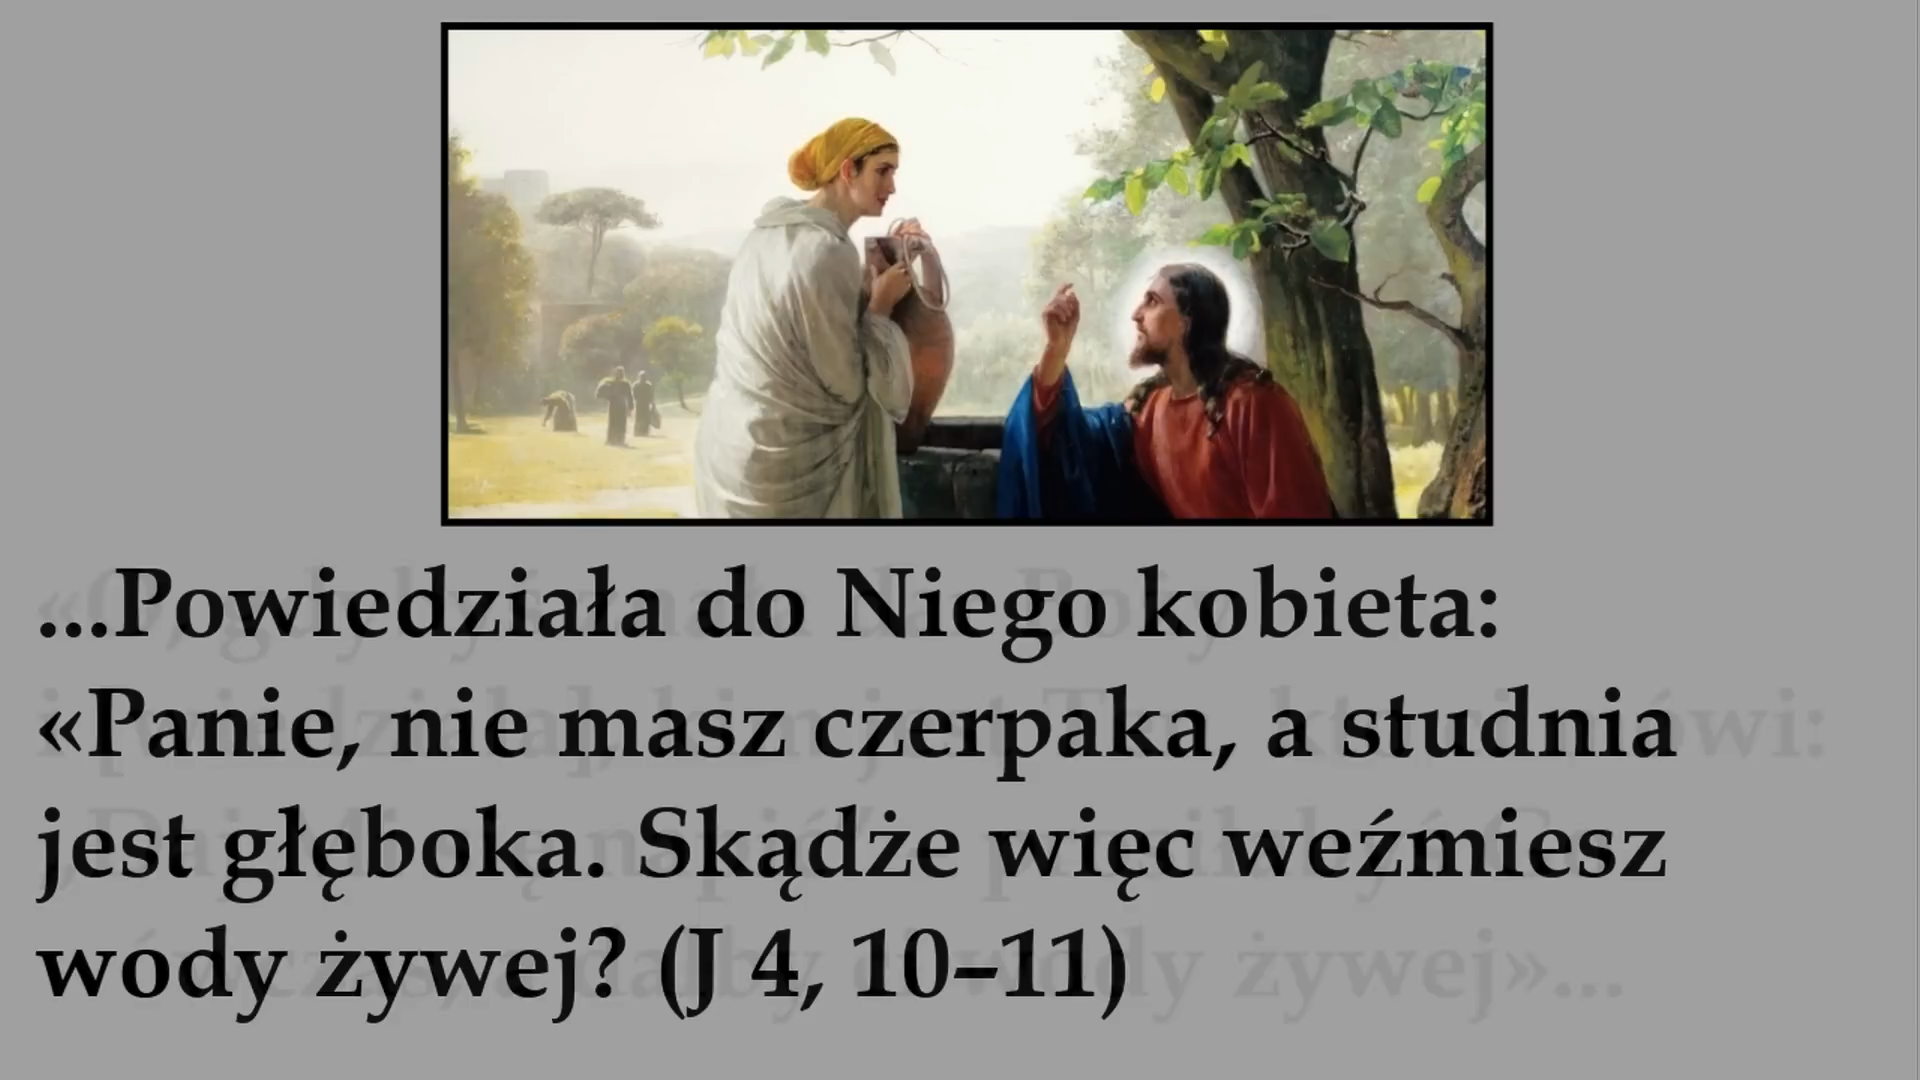 ...Powiedziała do Niego kobieta:
«Panie, nie masz czerpaka, a studnia
jest głęboka. Skądże więc weźmiesz
wody żywej? (J 4, 10–11)